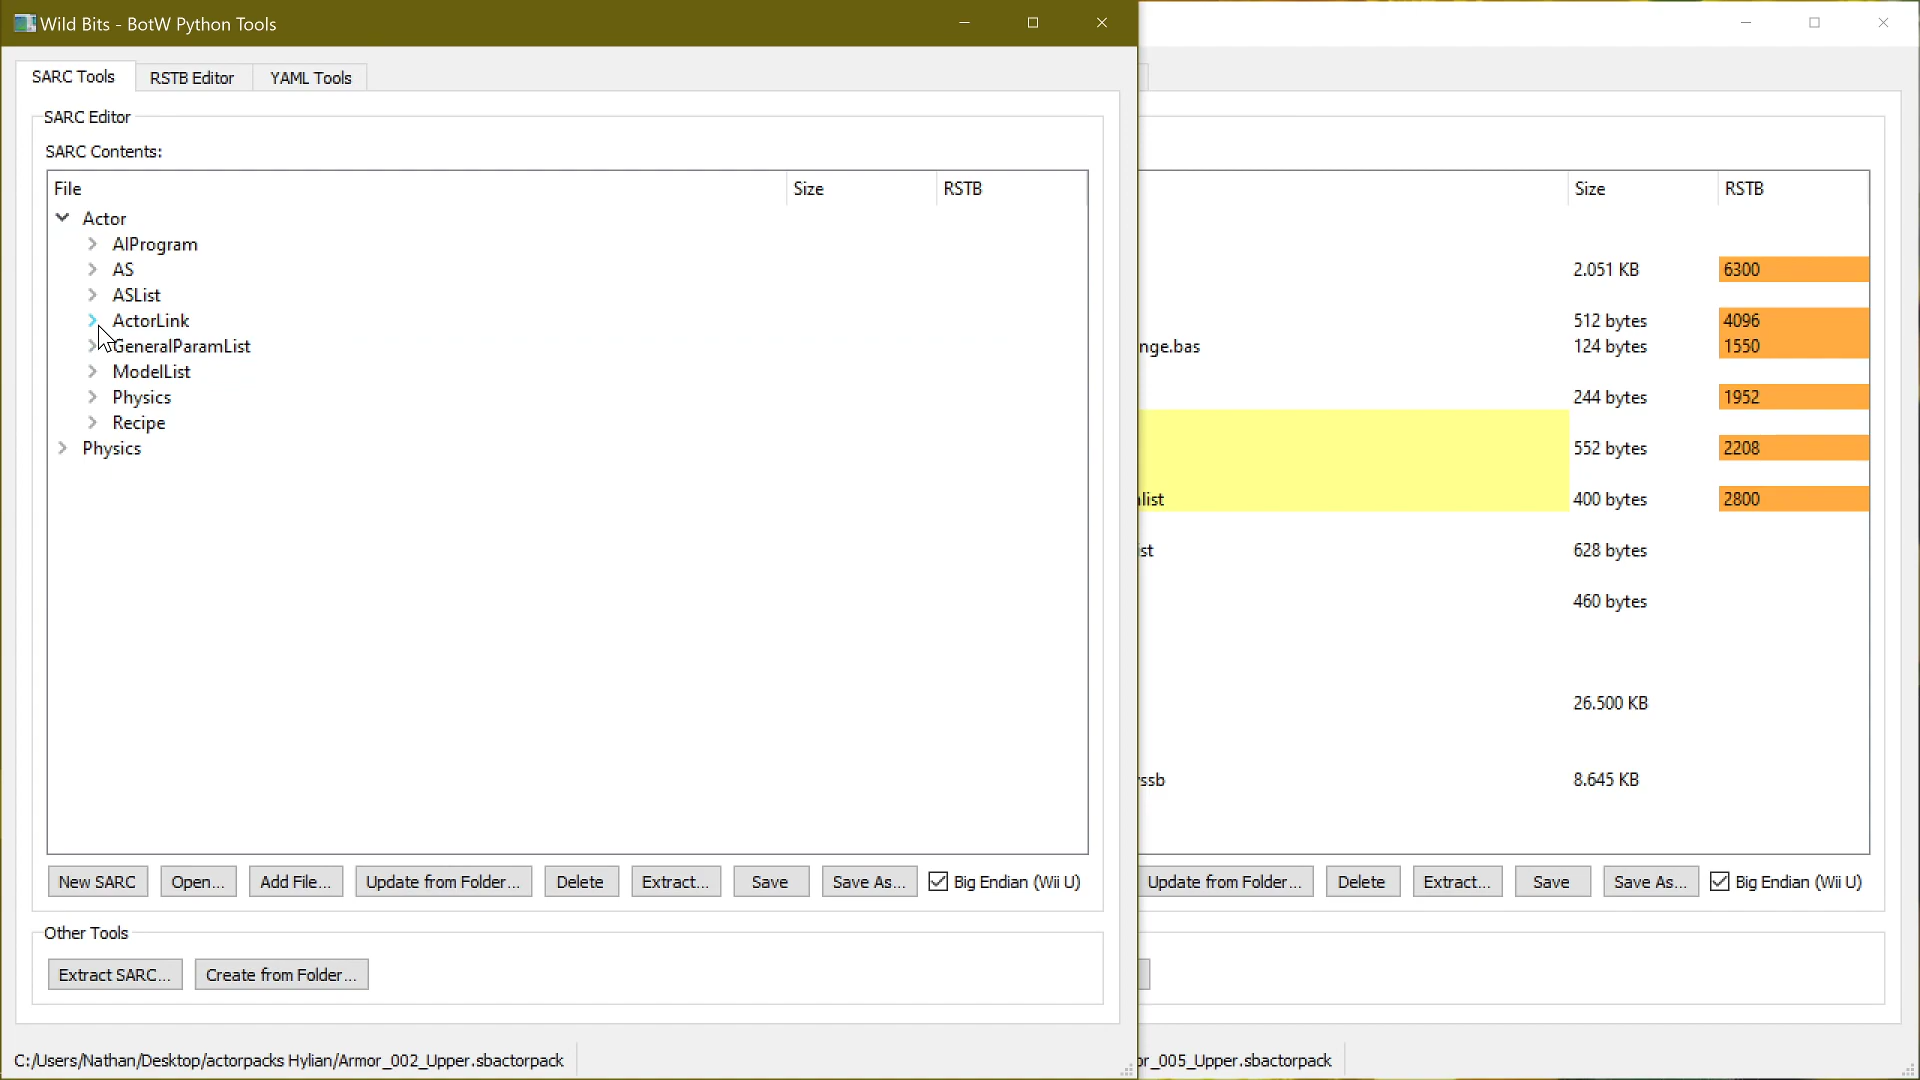 Wild Bits - BotW Python Tools
SARC Tools
RSTB Editor
YAML Tools
SARC Editor
SARC Contents:
File Size RSTB
Actor
AIProgram
AS
ASList
ActorLink
GeneralParamList
ModelList
Physics
Recipe
Physics
New SARC
Open...
Add File...
Update from Folder...
Delete
Extract...
Save
Save As...
Big Endian (Wii U)
Other Tools
Extract SARC...
Create from Folder...
C:/Users/Nathan/Desktop/actorpacks Hylian/Armor_002_Upper.sbactorpack
Size RSTB
2.051 KB 6300
512 bytes 4096
nge.bas 124 bytes 1550
244 bytes 1952
552 bytes 2208
list 400 bytes 2800
st 628 bytes
460 bytes
26.500 KB
ssb 8.645 KB
Update from Folder...
Delete
Extract...
Save
Save As...
Big Endian (Wii U)
or_005_Upper.sbactorpack